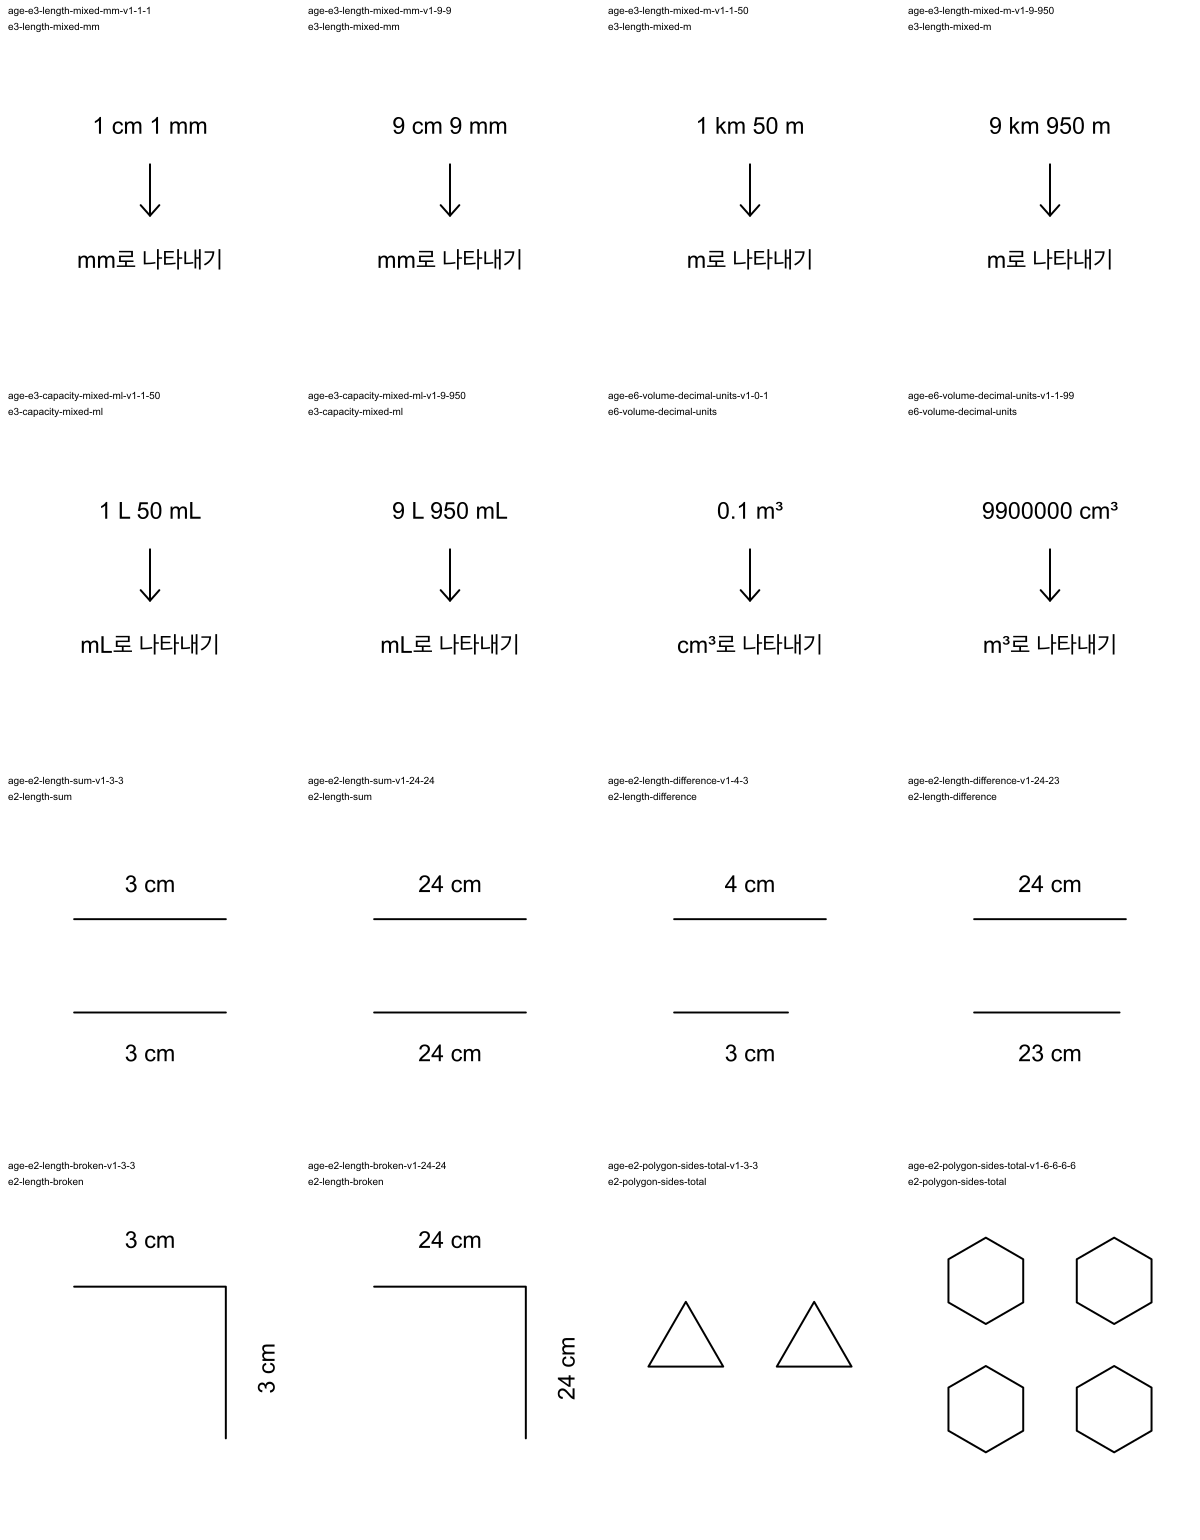 age-e3-length-mixed-mm-v1-1-1
e3-length-mixed-mm
1 cm 1 mm
mm로 나타내기
age-e3-length-mixed-mm-v1-9-9
e3-length-mixed-mm
9 cm 9 mm
mm로 나타내기
age-e3-length-mixed-m-v1-1-50
e3-length-mixed-m
1 km 50 m
m로 나타내기
age-e3-length-mixed-m-v1-9-950
e3-length-mixed-m
9 km 950 m
m로 나타내기
age-e3-capacity-mixed-ml-v1-1-50
e3-capacity-mixed-ml
1 L 50 mL
mL로 나타내기
age-e3-capacity-mixed-ml-v1-9-950
e3-capacity-mixed-ml
9 L 950 mL
mL로 나타내기
age-e6-volume-decimal-units-v1-0-1
e6-volume-decimal-units
0.1 m³
cm³로 나타내기
age-e6-volume-decimal-units-v1-1-99
e6-volume-decimal-units
9900000 cm³
m³로 나타내기
age-e2-length-sum-v1-3-3
e2-length-sum
3 cm
3 cm
age-e2-length-sum-v1-24-24
e2-length-sum
24 cm
24 cm
age-e2-length-difference-v1-4-3
e2-length-difference
4 cm
3 cm
age-e2-length-difference-v1-24-23
e2-length-difference
24 cm
23 cm
age-e2-length-broken-v1-3-3
e2-length-broken
3 cm
3 cm
age-e2-length-broken-v1-24-24
e2-length-broken
24 cm
24 cm
age-e2-polygon-sides-total-v1-3-3
e2-polygon-sides-total
age-e2-polygon-sides-total-v1-6-6-6-6
e2-polygon-sides-total